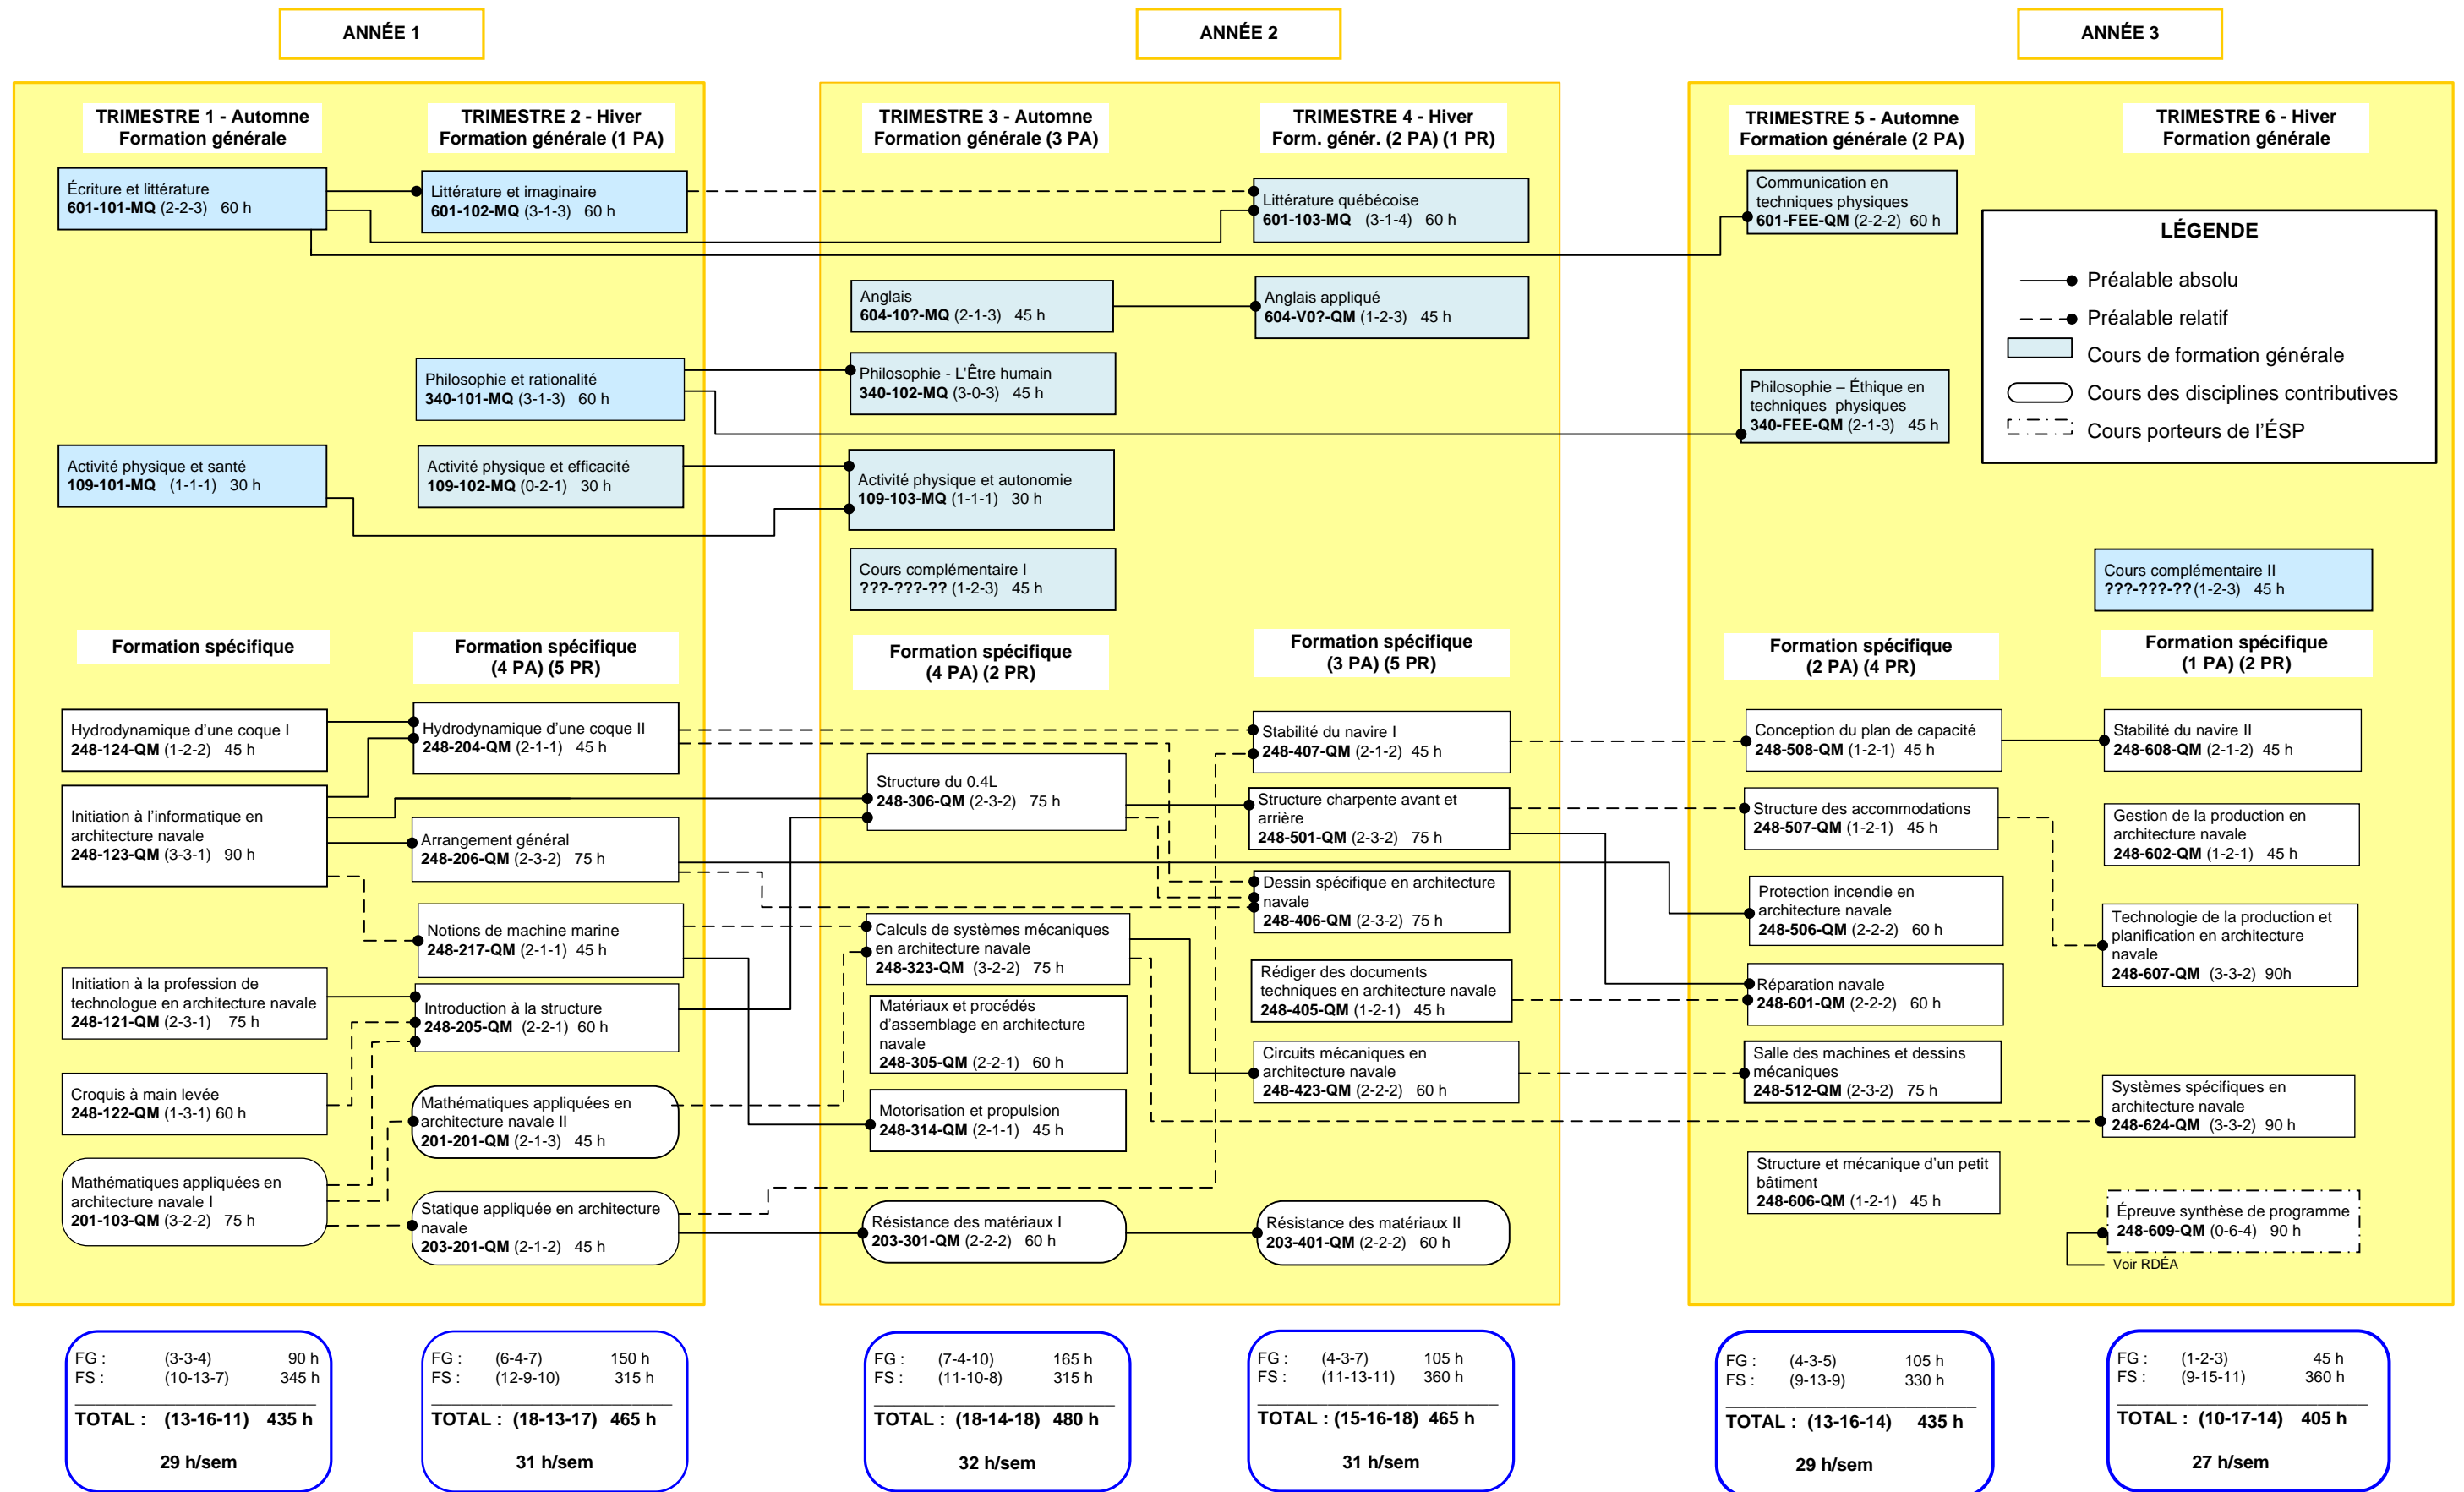 ANNÉE 1
ANNÉE 2
ANNÉE 3
TRIMESTRE 1 - Automne
Formation générale
TRIMESTRE 2 - Hiver
Formation générale (1 PA)
TRIMESTRE 3 - Automne
Formation générale (3 PA)
TRIMESTRE 4 - Hiver
Form. génér. (2 PA) (1 PR)
TRIMESTRE 5 - Automne
Formation générale (2 PA)
TRIMESTRE 6 - Hiver
Formation générale
Écriture et littérature
601-101-MQ (2-2-3) 60 h
Littérature et imaginaire
601-102-MQ (3-1-3) 60 h
Littérature québécoise
601-103-MQ (3-1-4) 60 h
Communication en
techniques physiques
601-FEE-QM (2-2-2) 60 h
LÉGENDE
Préalable absolu
Préalable relatif
Cours de formation générale
Cours des disciplines contributives
Cours porteurs de l'ÉSP
Anglais
604-10?-MQ (2-1-3) 45 h
Anglais appliqué
604-V0?-QM (1-2-3) 45 h
Philosophie et rationalité
340-101-MQ (3-1-3) 60 h
Philosophie - L'Être humain
340-102-MQ (3-0-3) 45 h
Philosophie – Éthique en
techniques physiques
340-FEE-QM (2-1-3) 45 h
Activité physique et santé
109-101-MQ (1-1-1) 30 h
Activité physique et efficacité
109-102-MQ (0-2-1) 30 h
Activité physique et autonomie
109-103-MQ (1-1-1) 30 h
Cours complémentaire I
???-???-?? (1-2-3) 45 h
Cours complémentaire II
???-???-?? (1-2-3) 45 h
Formation spécifique
Formation spécifique
(4 PA) (5 PR)
Formation spécifique
(4 PA) (2 PR)
Formation spécifique
(3 PA) (5 PR)
Formation spécifique
(2 PA) (4 PR)
Formation spécifique
(1 PA) (2 PR)
Hydrodynamique d'une coque I
248-124-QM (1-2-2) 45 h
Initiation à l'informatique en
architecture navale
248-123-QM (3-3-1) 90 h
Initiation à la profession de
technologue en architecture navale
248-121-QM (2-3-1) 75 h
Croquis à main levée
248-122-QM (1-3-1) 60 h
Mathématiques appliquées en
architecture navale I
201-103-QM (3-2-2) 75 h
Hydrodynamique d'une coque II
248-204-QM (2-1-1) 45 h
Arrangement général
248-206-QM (2-3-2) 75 h
Notions de machine marine
248-217-QM (2-1-1) 45 h
Introduction à la structure
248-205-QM (2-2-1) 60 h
Mathématiques appliquées en
architecture navale II
201-201-QM (2-1-3) 45 h
Statique appliquée en architecture
navale
203-201-QM (2-1-2) 45 h
Structure du 0.4L
248-306-QM (2-3-2) 75 h
Calculs de systèmes mécaniques
en architecture navale
248-323-QM (3-2-2) 75 h
Matériaux et procédés
d'assemblage en architecture
navale
248-305-QM (2-2-1) 60 h
Motorisation et propulsion
248-314-QM (2-1-1) 45 h
Résistance des matériaux I
203-301-QM (2-2-2) 60 h
Stabilité du navire I
248-407-QM (2-1-2) 45 h
Structure charpente avant et
arrière
248-501-QM (2-3-2) 75 h
Dessin spécifique en architecture
navale
248-406-QM (2-3-2) 75 h
Rédiger des documents
techniques en architecture navale
248-405-QM (1-2-1) 45 h
Circuits mécaniques en
architecture navale
248-423-QM (2-2-2) 60 h
Résistance des matériaux II
203-401-QM (2-2-2) 60 h
Conception du plan de capacité
248-508-QM (1-2-1) 45 h
Structure des accommodations
248-507-QM (1-2-1) 45 h
Protection incendie en
architecture navale
248-506-QM (2-2-2) 60 h
Réparation navale
248-601-QM (2-2-2) 60 h
Salle des machines et dessins
mécaniques
248-512-QM (2-3-2) 75 h
Structure et mécanique d'un petit
bâtiment
248-606-QM (1-2-1) 45 h
Stabilité du navire II
248-608-QM (2-1-2) 45 h
Gestion de la production en
architecture navale
248-602-QM (1-2-1) 45 h
Technologie de la production et
planification en architecture
navale
248-607-QM (3-3-2) 90h
Systèmes spécifiques en
architecture navale
248-624-QM (3-3-2) 90 h
Épreuve synthèse de programme
248-609-QM (0-6-4) 90 h
Voir RDÉA
FG : (3-3-4) 90 h
FS : (10-13-7) 345 h
TOTAL : (13-16-11) 435 h
29 h/sem
FG : (6-4-7) 150 h
FS : (12-9-10) 315 h
TOTAL : (18-13-17) 465 h
31 h/sem
FG : (7-4-10) 165 h
FS : (11-10-8) 315 h
TOTAL : (18-14-18) 480 h
32 h/sem
FG : (4-3-7) 105 h
FS : (11-13-11) 360 h
TOTAL : (15-16-18) 465 h
31 h/sem
FG : (4-3-5) 105 h
FS : (9-13-9) 330 h
TOTAL : (13-16-14) 435 h
29 h/sem
FG : (1-2-3) 45 h
FS : (9-15-11) 360 h
TOTAL : (10-17-14) 405 h
27 h/sem